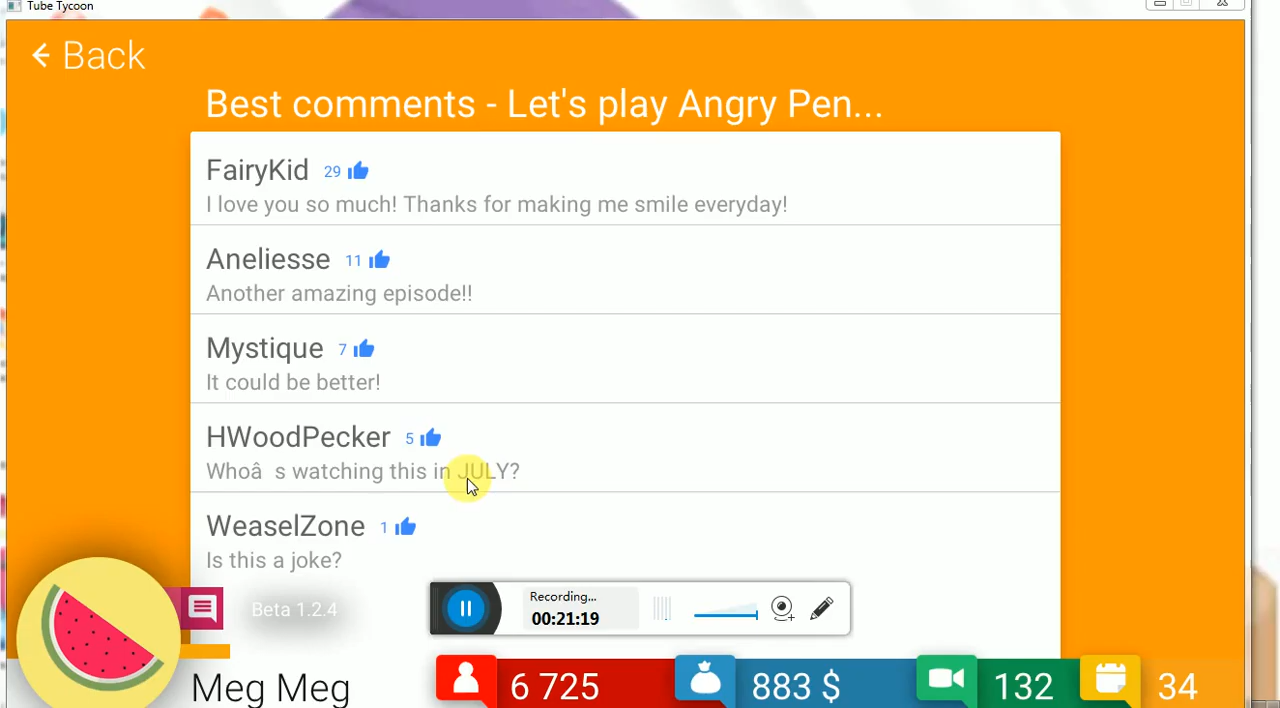 Tube Tycoon
Back
Best comments - Let's play Angry Pen...
FairyKid 29
I love you so much! Thanks for making me smile everyday!
Aneliesse 11
Another amazing episode!!
Mystique 7
It could be better!
HWoodPecker 5
Whoâ s watching this in JULY?
WeaselZone 1
Is this a joke?
Beta 1.2.4
Recording...
00:21:19
Meg Meg
6 725
883 $
132
34